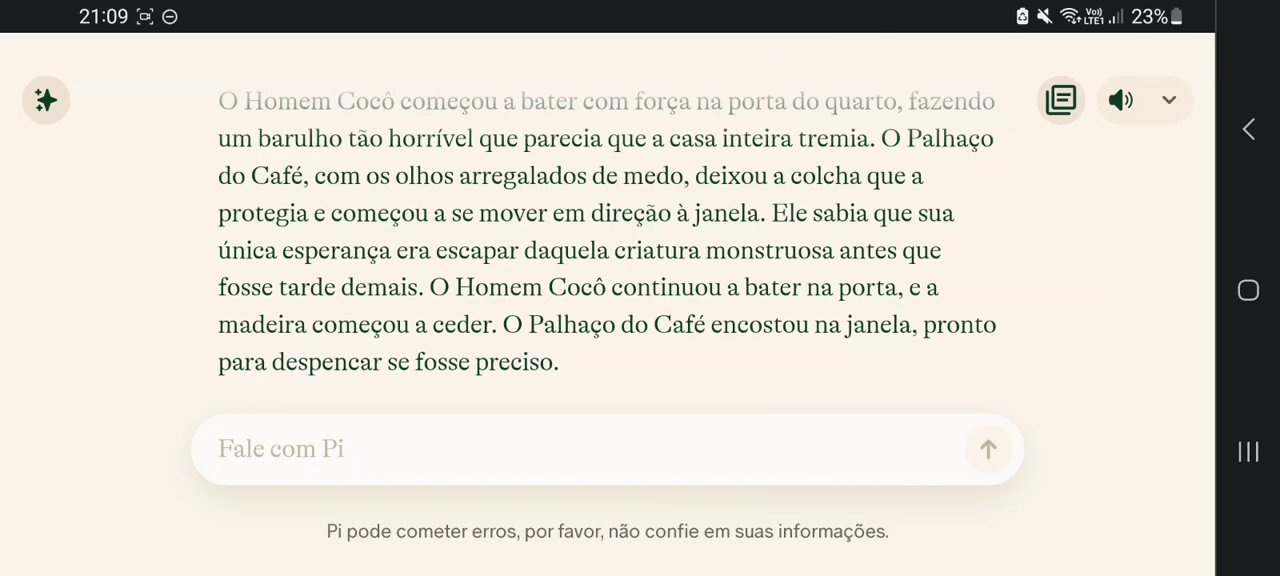 21:09
Vo)) LTE1 23%
O Homem Cocô começou a bater com força na porta do quarto, fazendo
um barulho tão horrível que parecia que a casa inteira tremia. O Palhaço
do Café, com os olhos arregalados de medo, deixou a colcha que a
protegia e começou a se mover em direção à janela. Ele sabia que sua
única esperança era escapar daquela criatura monstruosa antes que
fosse tarde demais. O Homem Cocô continuou a bater na porta, e a
madeira começou a ceder. O Palhaço do Café encostou na janela, pronto
para despencar se fosse preciso.
Fale com Pi
Pi pode cometer erros, por favor, não confie em suas informações.